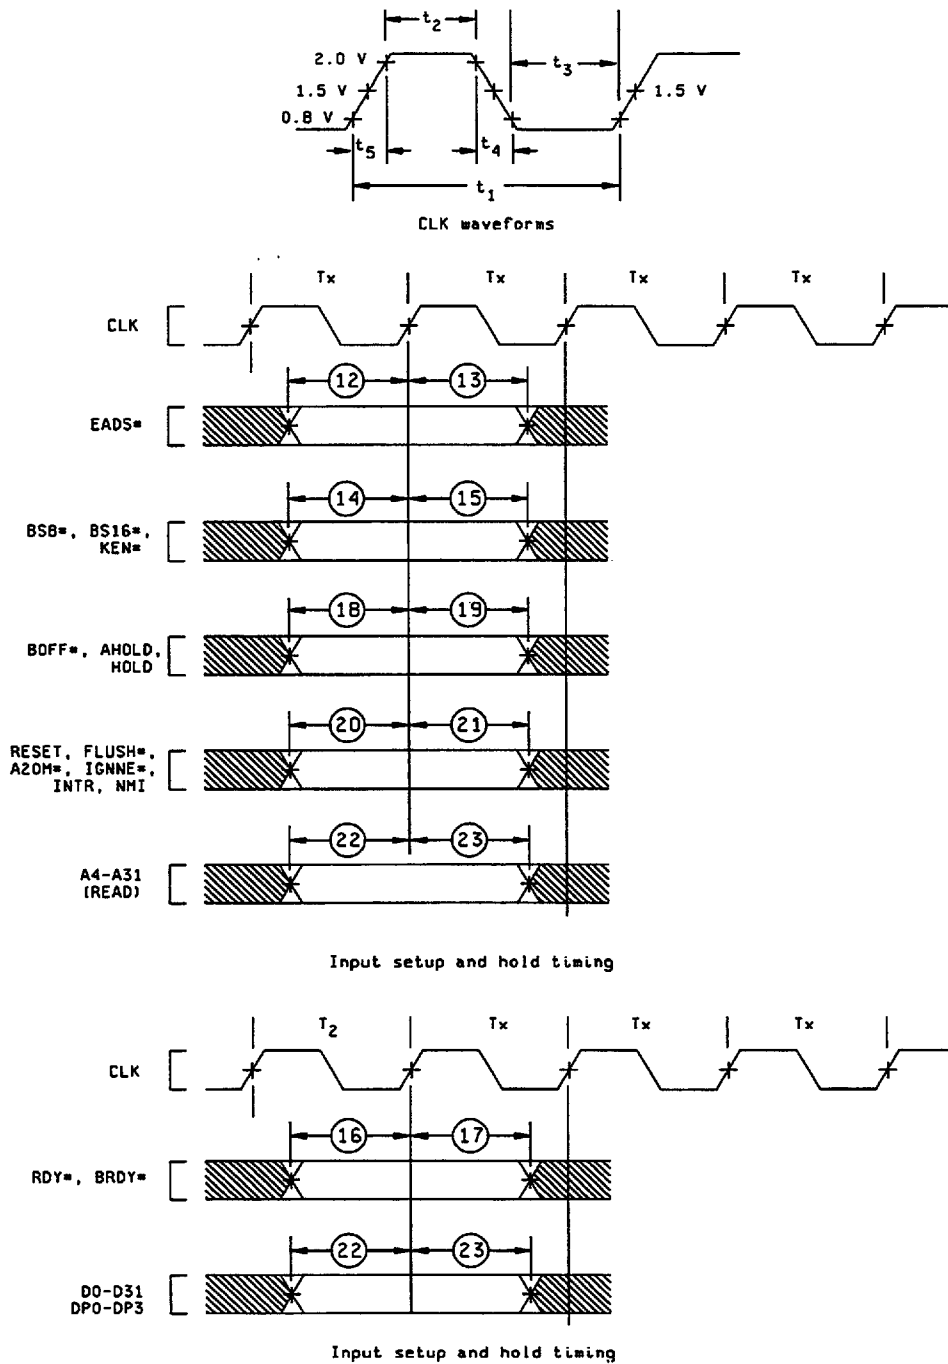 t2
2.0 V
t3
1.5 V
1.5 V
0.8 V
t5
t4
t1
CLK waveforms
Tx Tx Tx Tx
CLK
12 13
EADS*
14 15
BS8*, BS16*,
KEN*
18 19
BOFF*, AHOLD,
HOLD
20 21
RESET, FLUSH*,
A20M*, IGNNE*,
INTR, NMI
22 23
A4-A31
(READ)
Input setup and hold timing
T2 Tx Tx Tx
CLK
16 17
RDY*, BRDY*
22 23
D0-D31
DP0-DP3
Input setup and hold timing